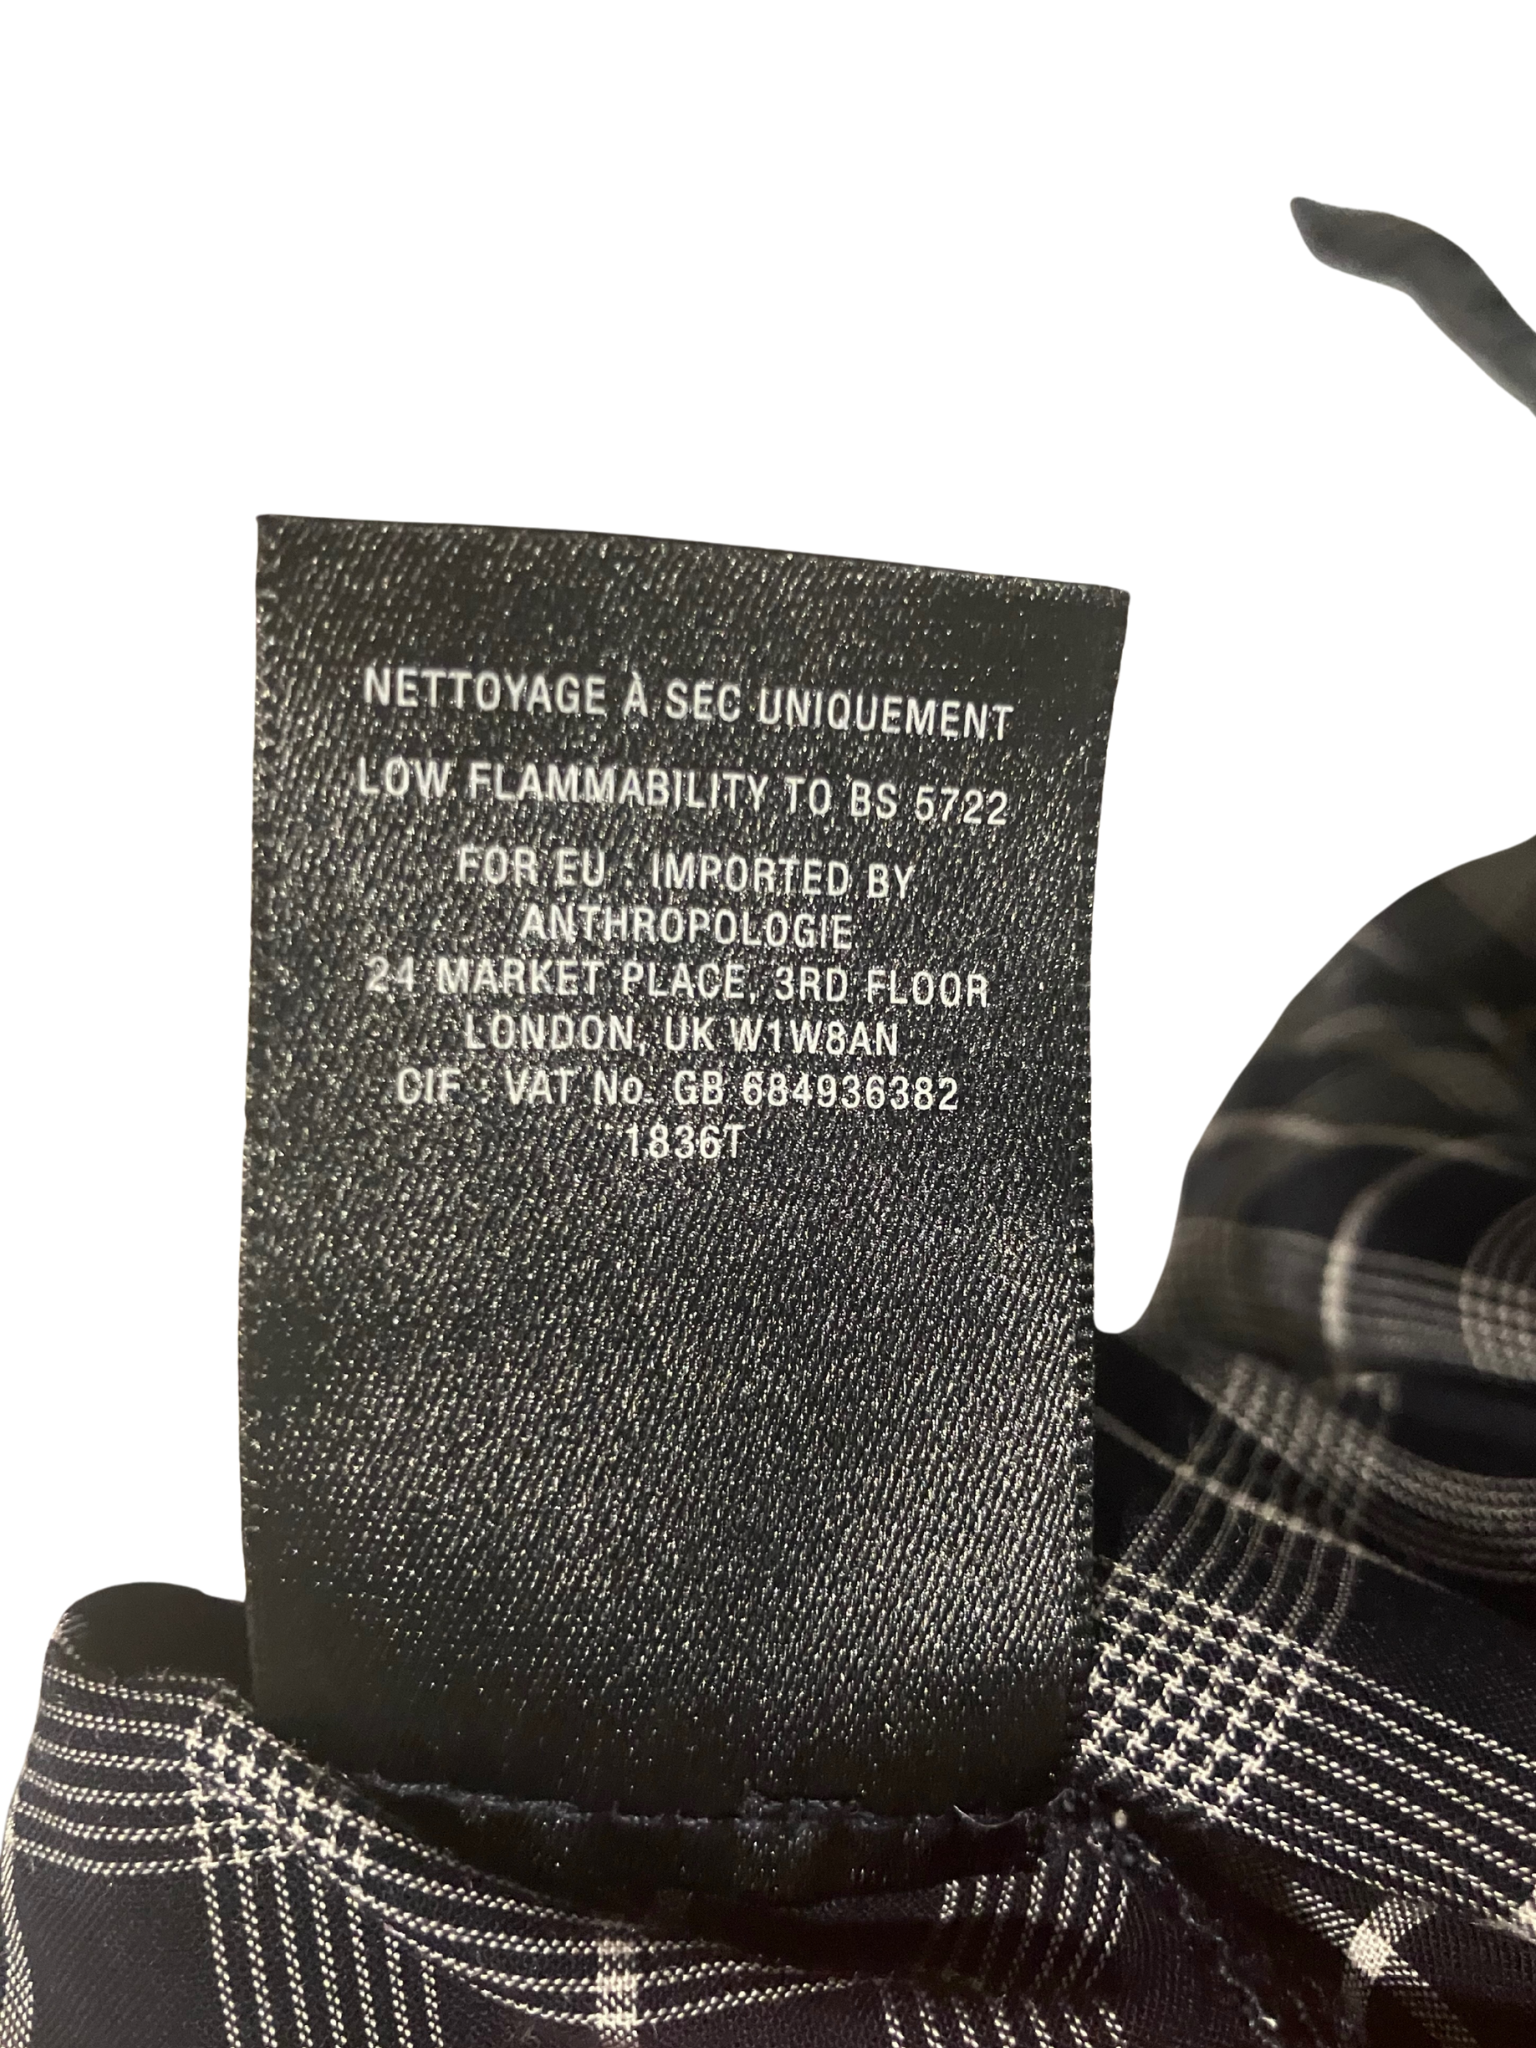 NETTOYAGE À SEC UNIQUEMENT
LOW FLAMMABILITY TO BS 5722
FOR EU : IMPORTED BY
ANTHROPOLOGIE
24 MARKET PLACE, 3RD FLOOR
LONDON, UK W1W8AN
CIF : VAT No. GB 684936382
1836T